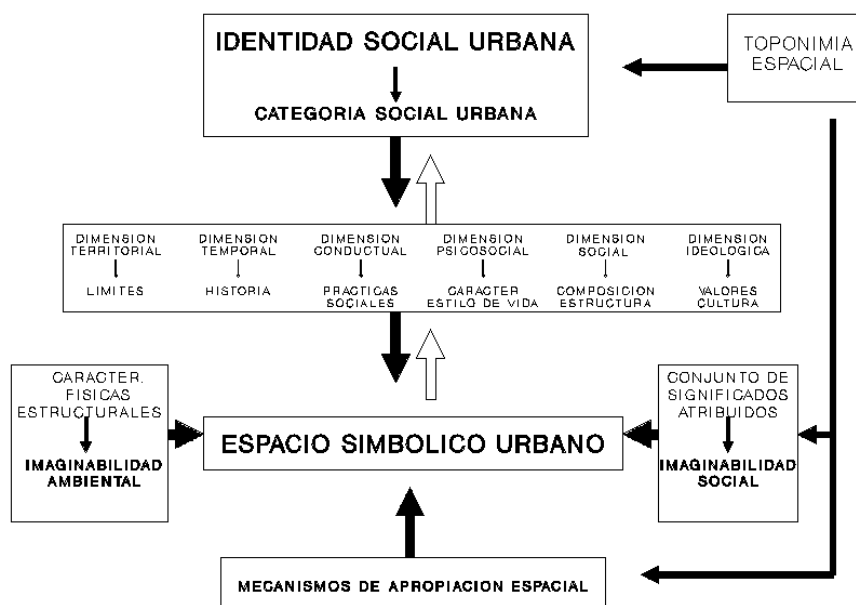 IDENTIDAD SOCIAL URBANA
CATEGORIA SOCIAL URBANA
TOPONIMIA
ESPACIAL
DIMENSION
TERRITORIAL
LIMITES
DIMENSION
TEMPORAL
HISTORIA
DIMENSION
CONDUCTUAL
PRACTICAS
SOCIALES
DIMENSION
PSICOSOCIAL
CARACTER
ESTILO DE VIDA
DIMENSION
SOCIAL
COMPOSICION
ESTRUCTURA
DIMENSION
IDEOLOGICA
VALORES
CULTURA
CARACTER.
FISICAS
ESTRUCTURALES
IMAGINABILIDAD
AMBIENTAL
ESPACIO SIMBOLICO URBANO
CONJUNTO DE
SIGNIFICADOS
ATRIBUIDOS
IMAGINABILIDAD
SOCIAL
MECANISMOS DE APROPIACION ESPACIAL